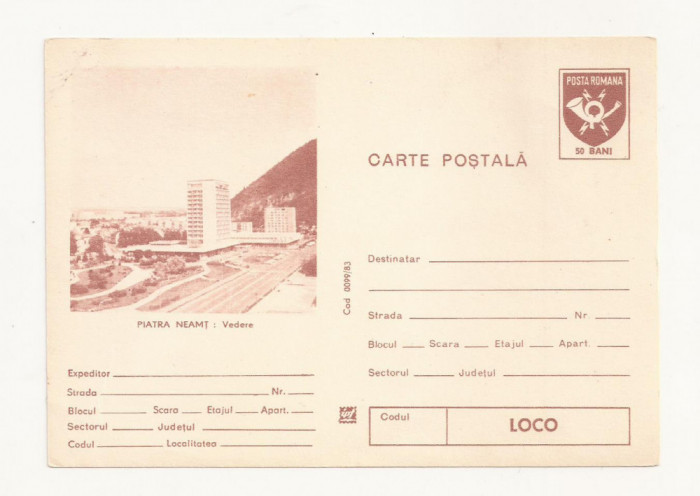 POSTA ROMANA
50 BANI
CARTE POȘTALĂ
PIATRA NEAMȚ : Vedere
Expeditor
Strada Nr.
Blocul Scara Etajul Apart.
Sectorul Județul
Codul Localitatea
Cod 0099/83
Destinatar
Strada Nr.
Blocul Scara Etajul Apart.
Sectorul Județul
Codul
LOCO